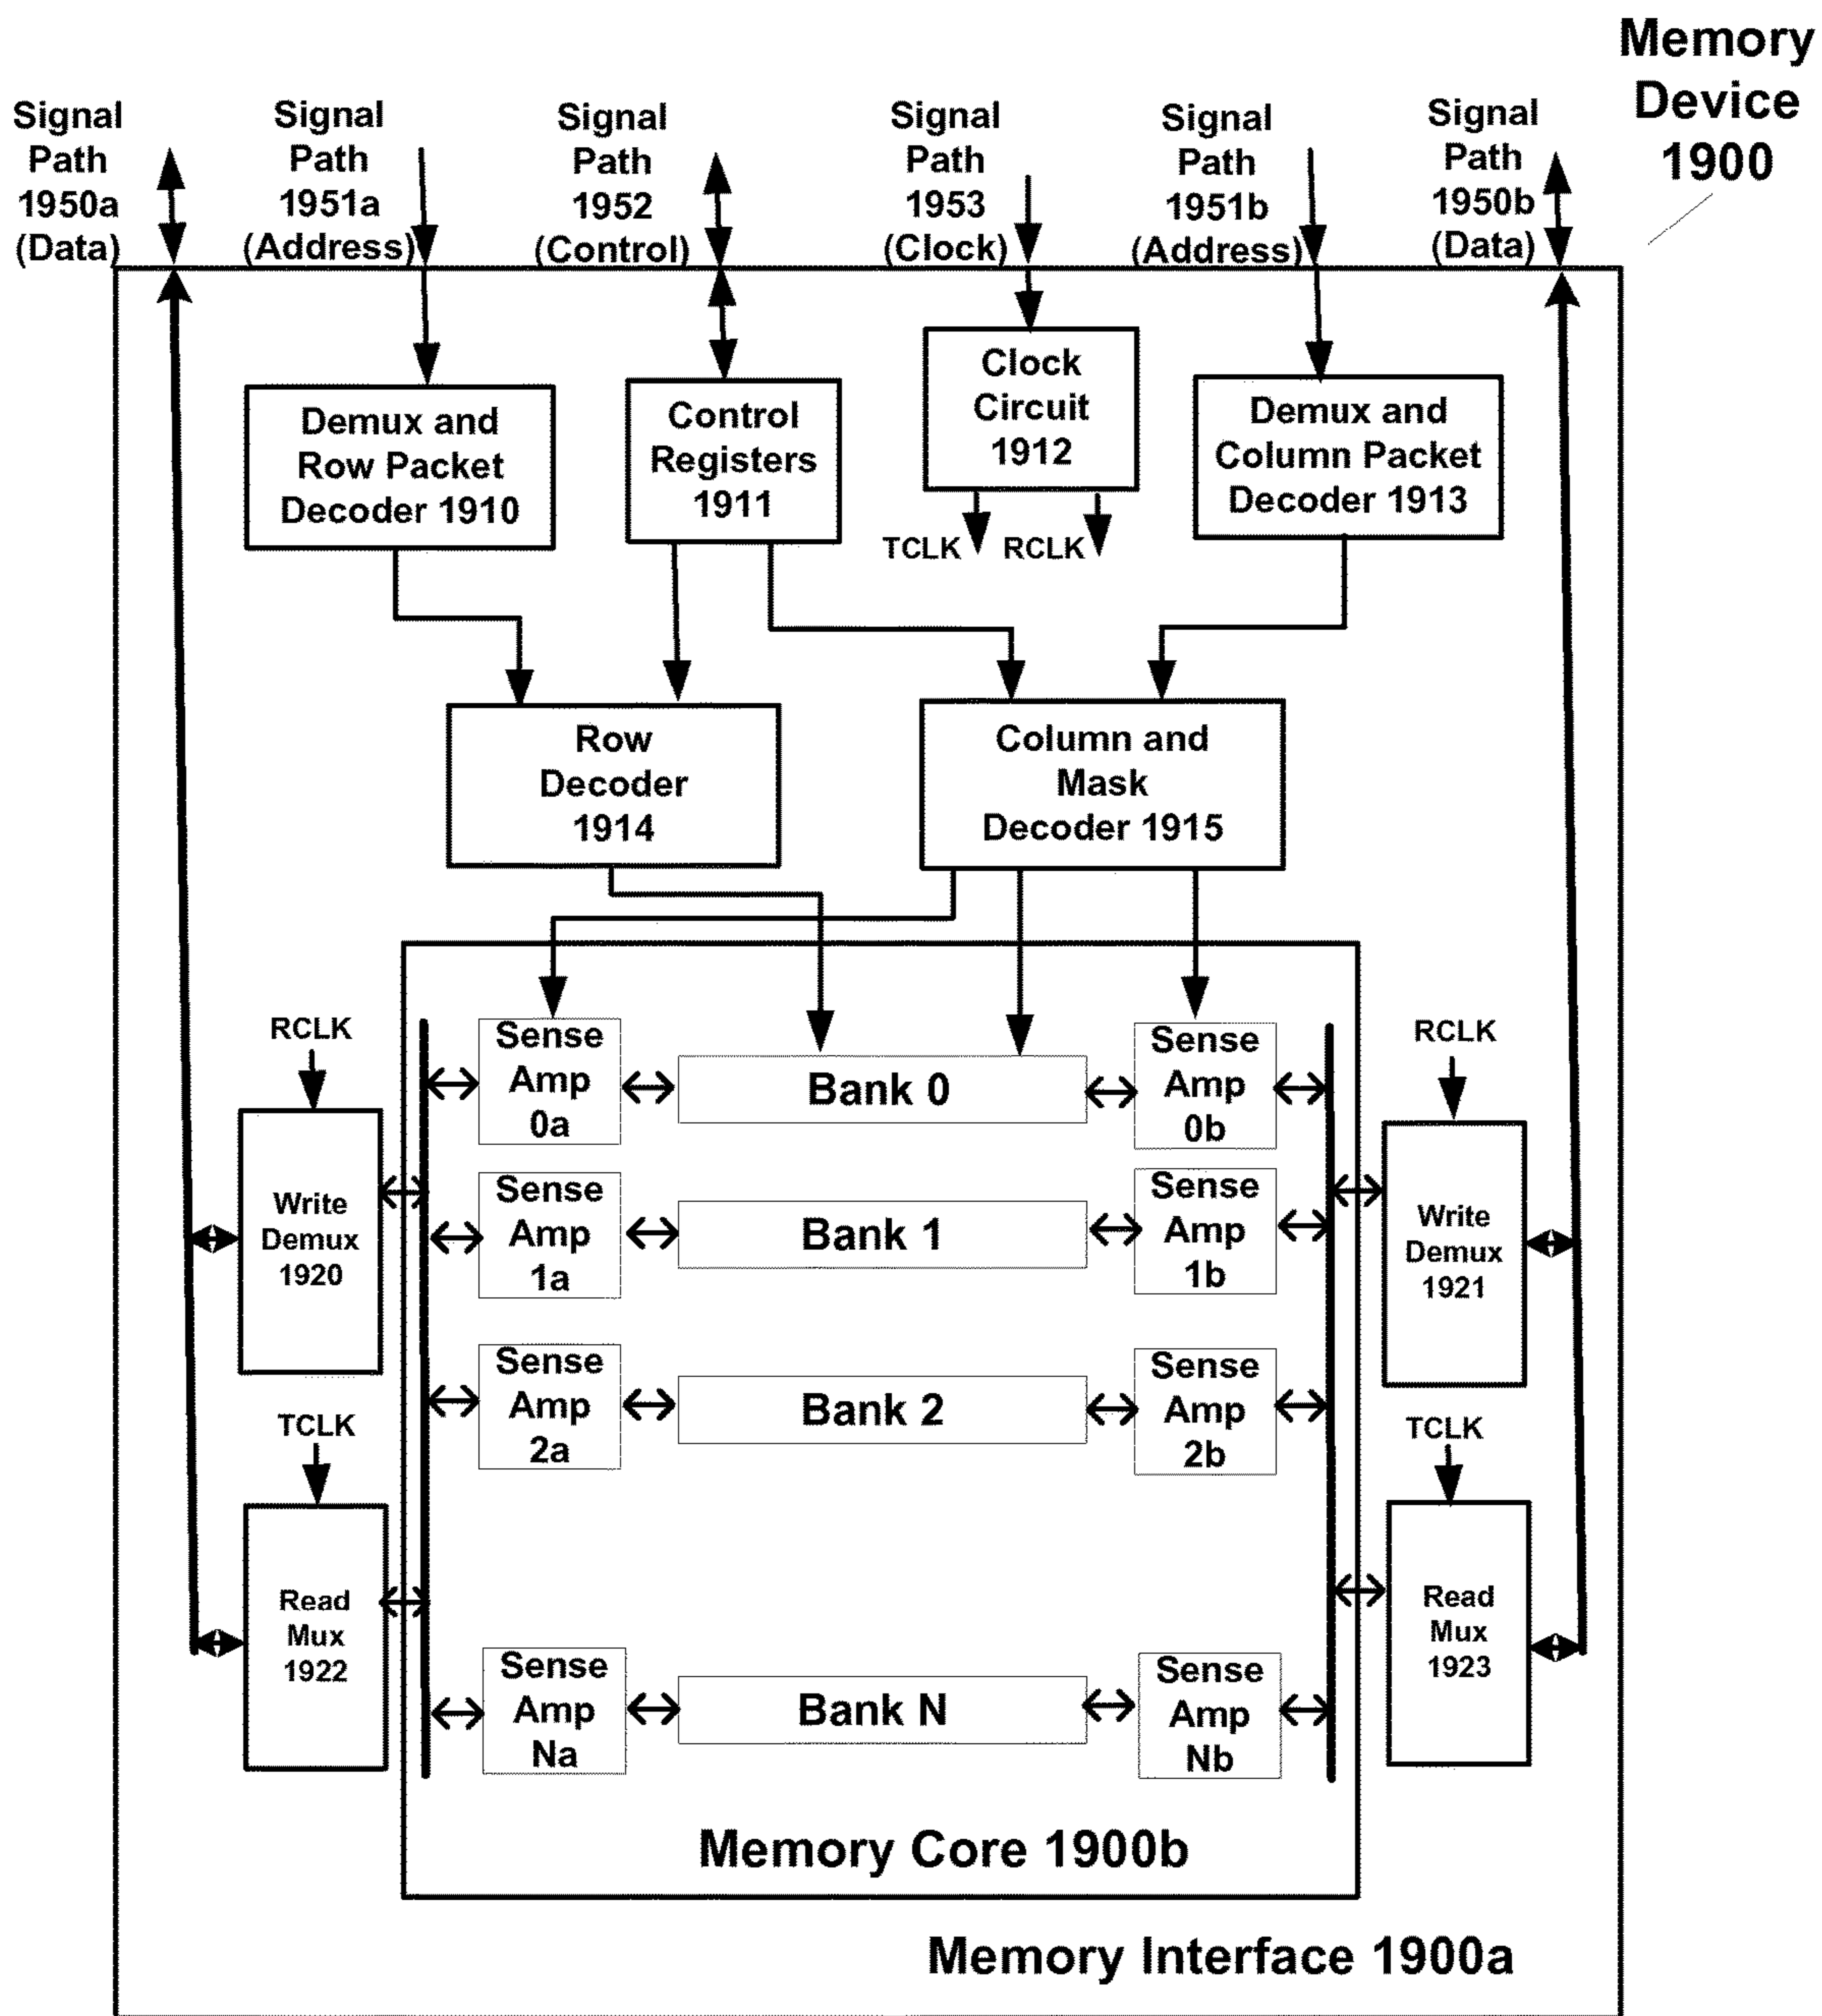 Memory
Device
1900
Signal
Path
1950a
(Data)
Signal
Path
1951a
(Address)
Signal
Path
1952
(Control)
Signal
Path
1953
(Clock)
Signal
Path
1951b
(Address)
Signal
Path
1950b
(Data)
Demux and
Row Packet
Decoder 1910
Control
Registers
1911
Clock
Circuit
1912
TCLK
RCLK
Demux and
Column Packet
Decoder 1913
Row
Decoder
1914
Column and
Mask
Decoder 1915
RCLK
Write
Demux
1920
TCLK
Read
Mux
1922
Sense
Amp
0a
Bank 0
Sense
Amp
0b
Sense
Amp
1a
Bank 1
Sense
Amp
1b
Sense
Amp
2a
Bank 2
Sense
Amp
2b
Sense
Amp
Na
Bank N
Sense
Amp
Nb
RCLK
Write
Demux
1921
TCLK
Read
Mux
1923
Memory Core 1900b
Memory Interface 1900a